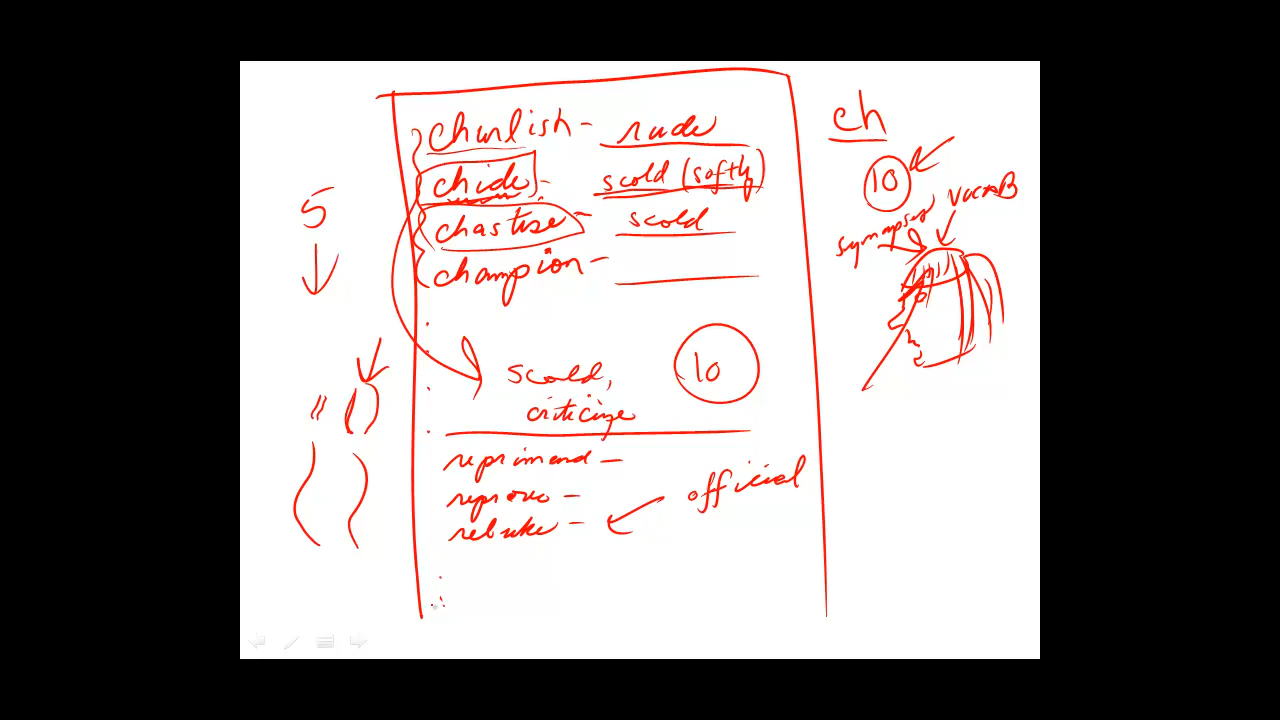 churlish - rude
chide - scold (softly)
chastise - scold
champion -
scold,
criticize
10
reprimand -
reprove -
rebuke -
official
5
ch
10
VOCAB
synapses